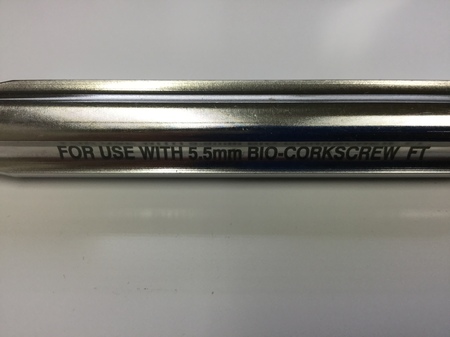 FOR USE WITH 5.5mm BIO-CORKSCREW FT